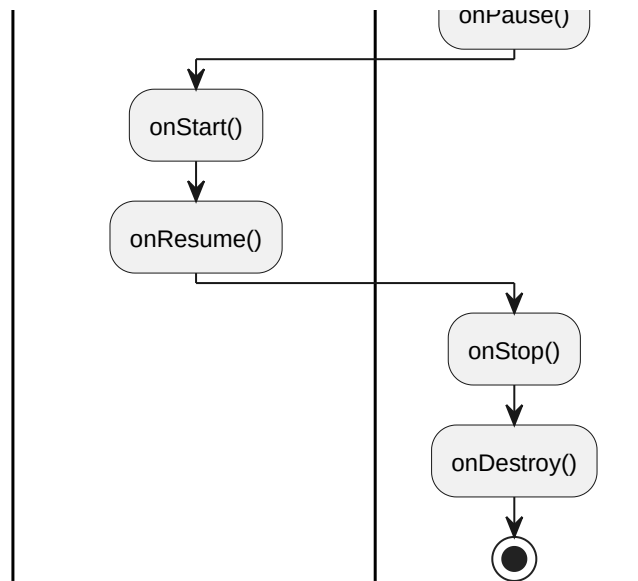 onPause()
onStart()
onResume()
onStop()
onDestroy()